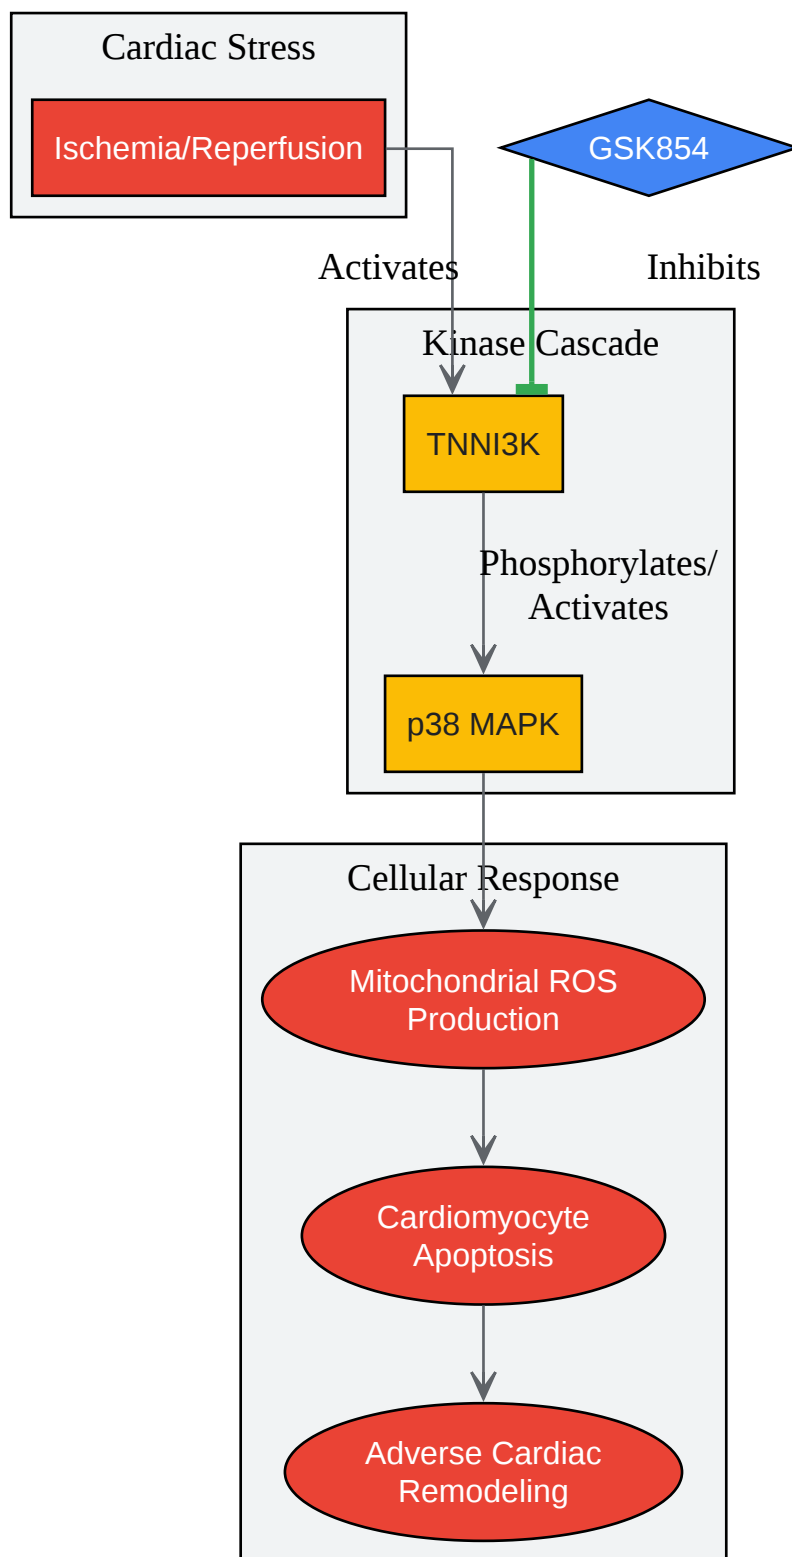 Cardiac Stress
Ischemia/Reperfusion
GSK854
Activates
Inhibits
Kinase Cascade
TNNI3K
Phosphorylates/
Activates
p38 MAPK
Cellular Response
Mitochondrial ROS
Production
Cardiomyocyte
Apoptosis
Adverse Cardiac
Remodeling